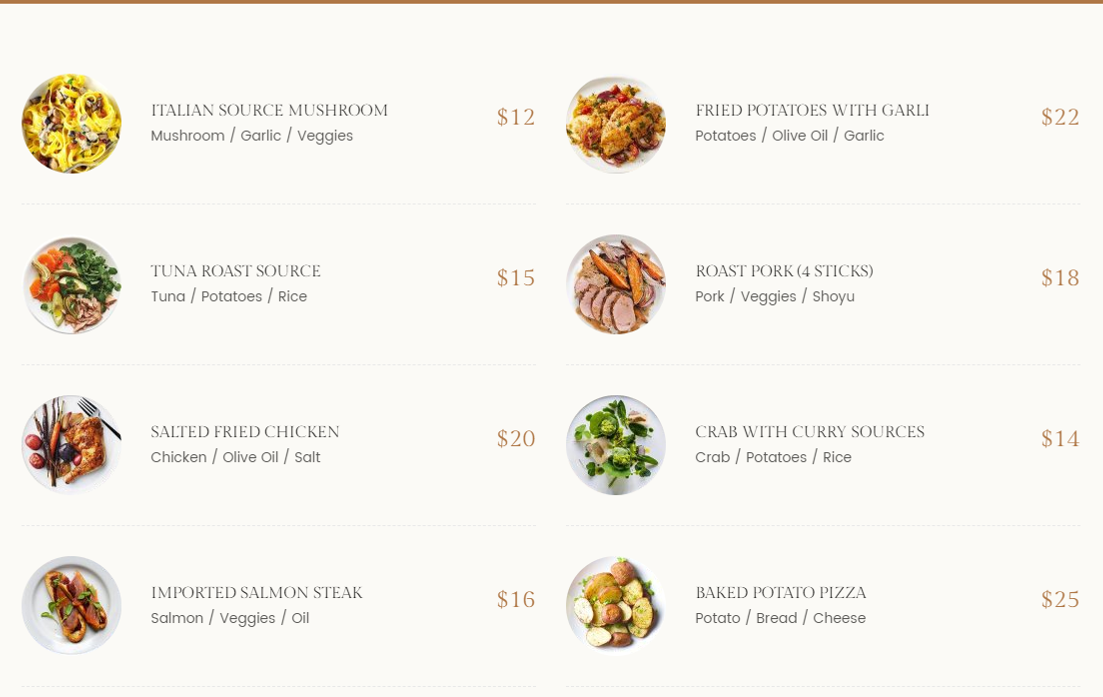 ITALIAN SOURCE MUSHROOM
Mushroom / Garlic / Veggies
$12
FRIED POTATOES WITH GARLI
Potatoes / Olive Oil / Garlic
$22
TUNA ROAST SOURCE
Tuna / Potatoes / Rice
$15
ROAST PORK (4 STICKS)
Pork / Veggies / Shoyu
$18
SALTED FRIED CHICKEN
Chicken / Olive Oil / Salt
$20
CRAB WITH CURRY SOURCES
Crab / Potatoes / Rice
$14
IMPORTED SALMON STEAK
Salmon / Veggies / Oil
$16
BAKED POTATO PIZZA
Potato / Bread / Cheese
$25